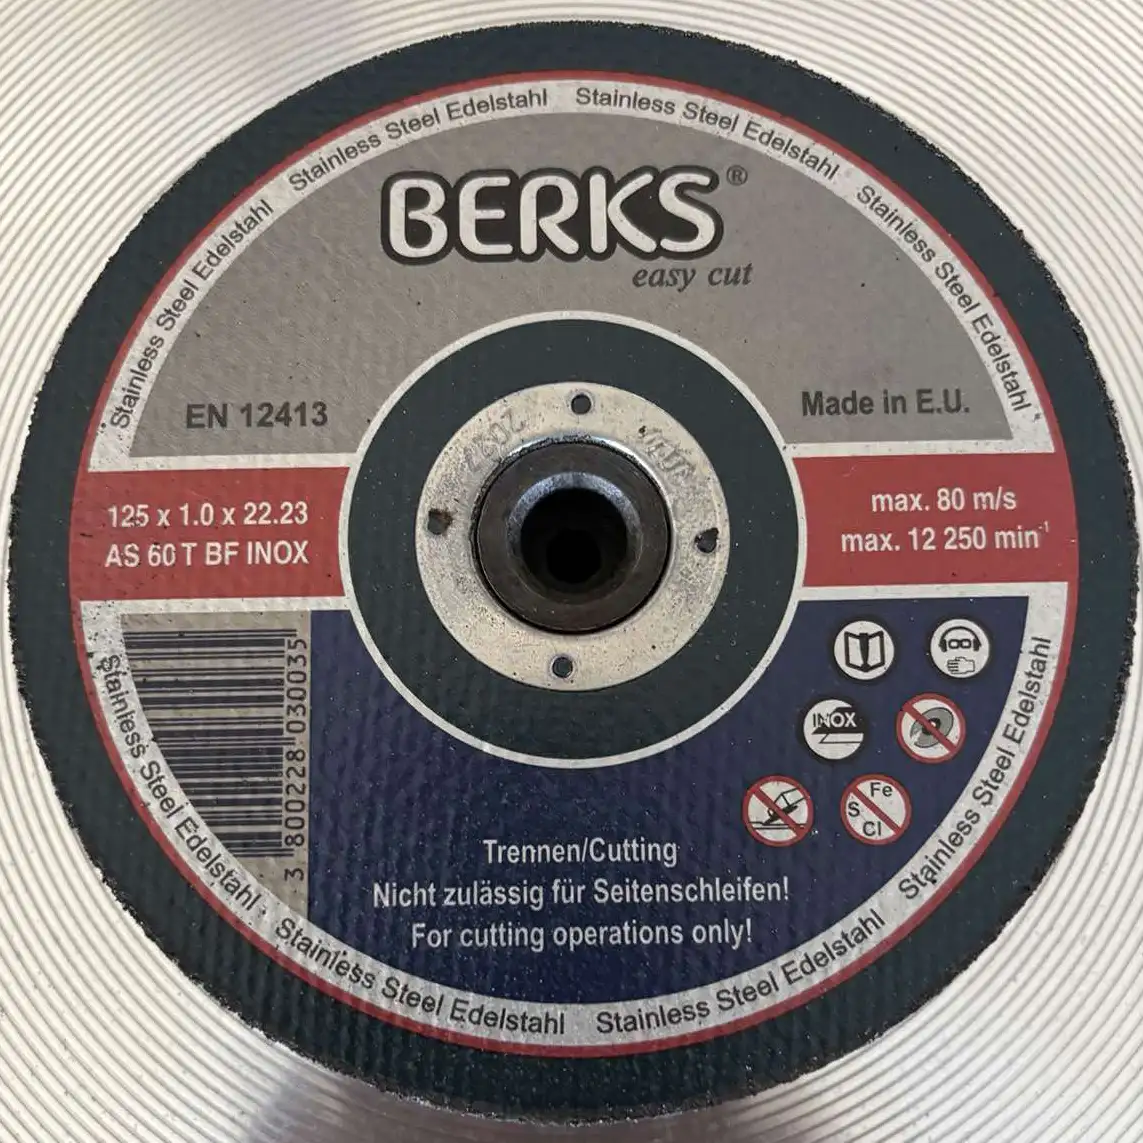 Stainless Steel Edelstahl
Stainless Steel Edelstahl
Stainless Steel Edelstahl
Stainless Steel Edelstahl
BERKS®
easy cut
EN 12413
Made in E.U.
125 x 1.0 x 22.23
AS 60 T BF INOX
max. 80 m/s
max. 12 250 min-1
3 800228 030035
INOX
Fe
S
Cl
Trennen/Cutting
Nicht zulässig für Seitenschleifen!
For cutting operations only!
Stainless Steel Edelstahl
Stainless Steel Edelstahl
Stainless Steel Edelstahl
Stainless Steel Edelstahl